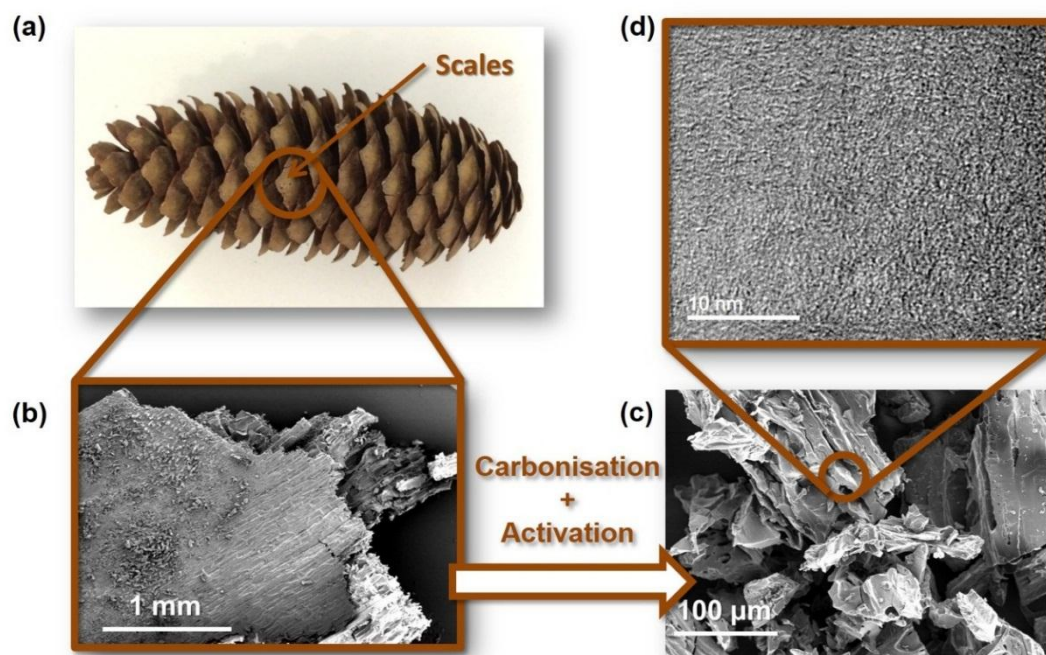 (a)
Scales
(d)
10 nm
(b)
1 mm
Carbonisation
+
Activation
(c)
100 µm